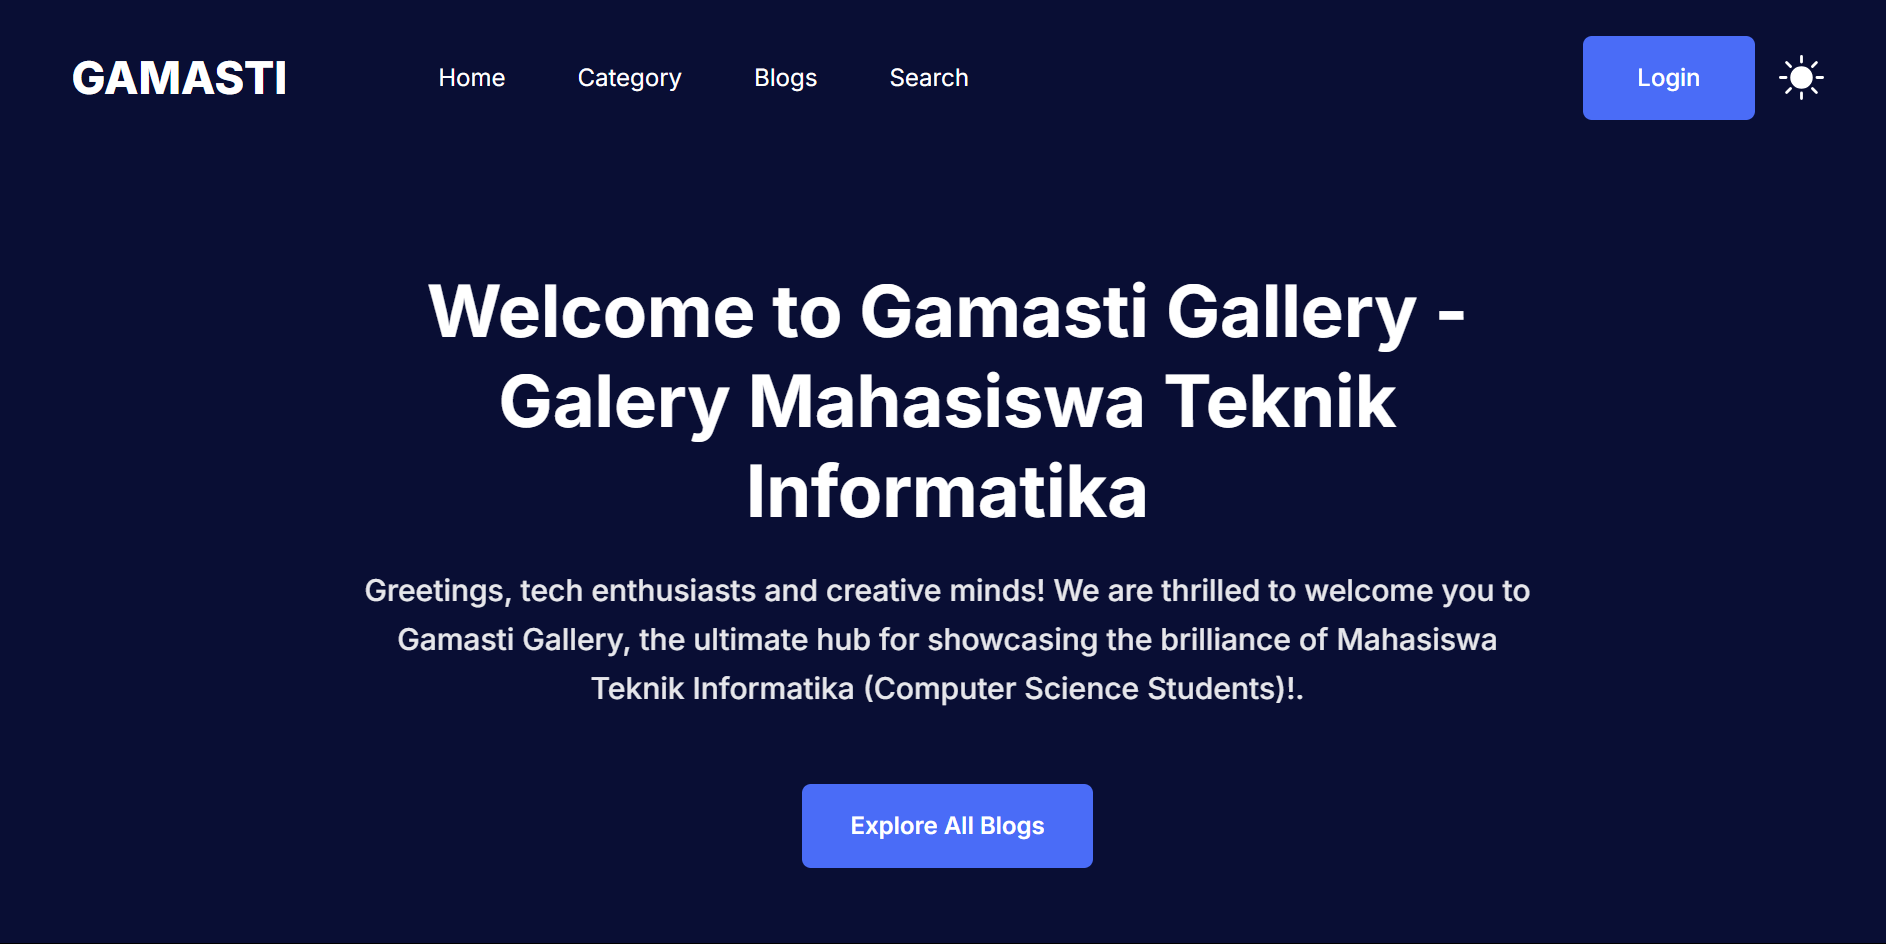 GAMASTI
Home
Category
Blogs
Search
Login
Welcome to Gamasti Gallery -
Galery Mahasiswa Teknik
Informatika
Greetings, tech enthusiasts and creative minds! We are thrilled to welcome you to
Gamasti Gallery, the ultimate hub for showcasing the brilliance of Mahasiswa
Teknik Informatika (Computer Science Students)!.
Explore All Blogs